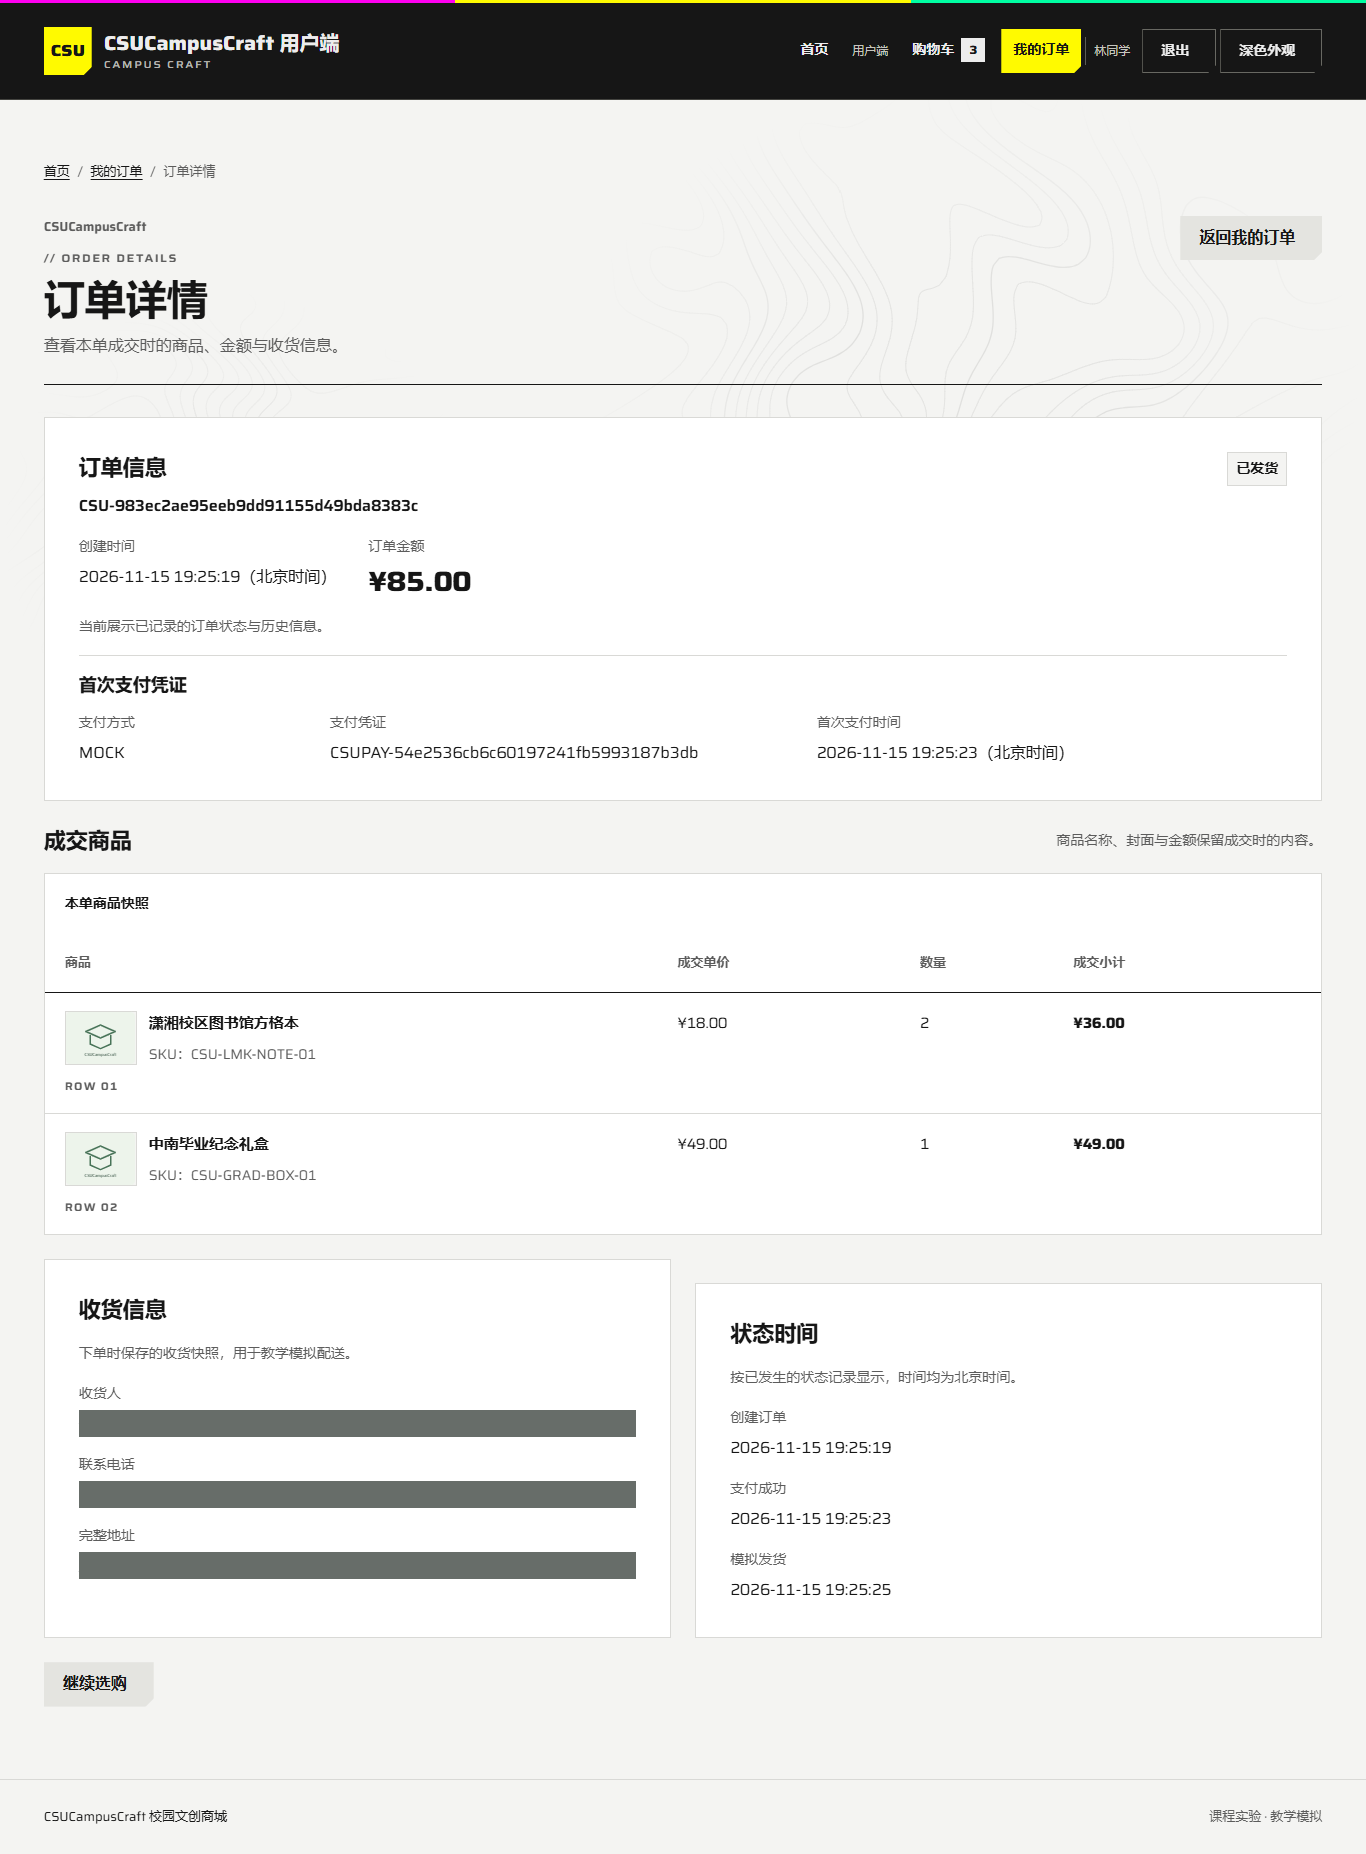 CSU
CSUCampusCraft 用户端
CAMPUS CRAFT
首页
用户端
购物车 3
我的订单
林同学
退出
深色外观
首页 / 我的订单 / 订单详情
CSUCampusCraft
// ORDER DETAILS
订单详情
查看本单成交时的商品、金额与收货信息。
返回我的订单
订单信息
已发货
CSU-983ec2ae95eeb9dd91155d49bda8383c
创建时间
2026-11-15 19:25:19（北京时间）
订单金额
¥85.00
当前展示已记录的订单状态与历史信息。
首次支付凭证
支付方式
MOCK
支付凭证
CSUPAY-54e2536cb6c60197241fb5993187b3db
首次支付时间
2026-11-15 19:25:23（北京时间）
成交商品
商品名称、封面与金额保留成交时的内容。
本单商品快照
商品 成交单价 数量 成交小计
CSUCampusCraft
潇湘校区图书馆方格本 ¥18.00 2 ¥36.00
SKU：CSU-LMK-NOTE-01
ROW 01
CSUCampusCraft
中南毕业纪念礼盒 ¥49.00 1 ¥49.00
SKU：CSU-GRAD-BOX-01
ROW 02
收货信息
下单时保存的收货快照，用于教学模拟配送。
收货人
联系电话
完整地址
状态时间
按已发生的状态记录显示，时间均为北京时间。
创建订单
2026-11-15 19:25:19
支付成功
2026-11-15 19:25:23
模拟发货
2026-11-15 19:25:25
继续选购
CSUCampusCraft 校园文创商城
课程实验 · 教学模拟